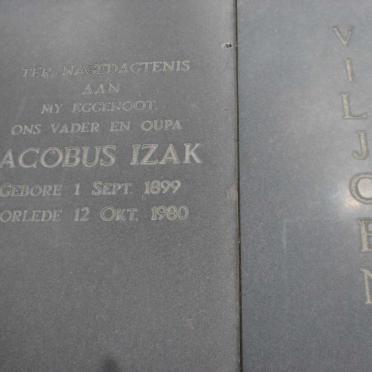 TER NAGEDAGTENIS
AAN
MY EGGENOOT,
ONS VADER EN OUPA
ACOBUS IZAK
GEBORE 1 SEPT. 1899
ORLEDE 12 OKT. 1980
VILJOEN